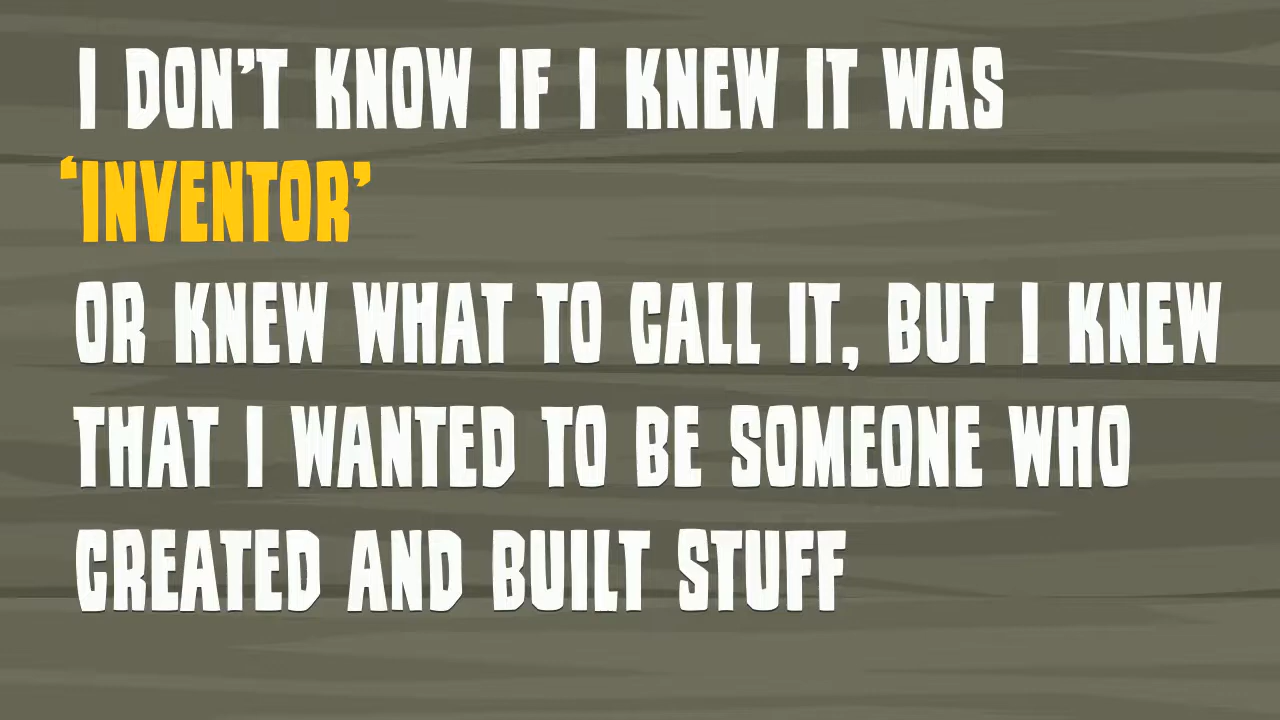 I DON’T KNOW IF I KNEW IT WAS
‘INVENTOR’
OR KNEW WHAT TO CALL IT, BUT I KNEW
THAT I WANTED TO BE SOMEONE WHO
CREATED AND BUILT STUFF